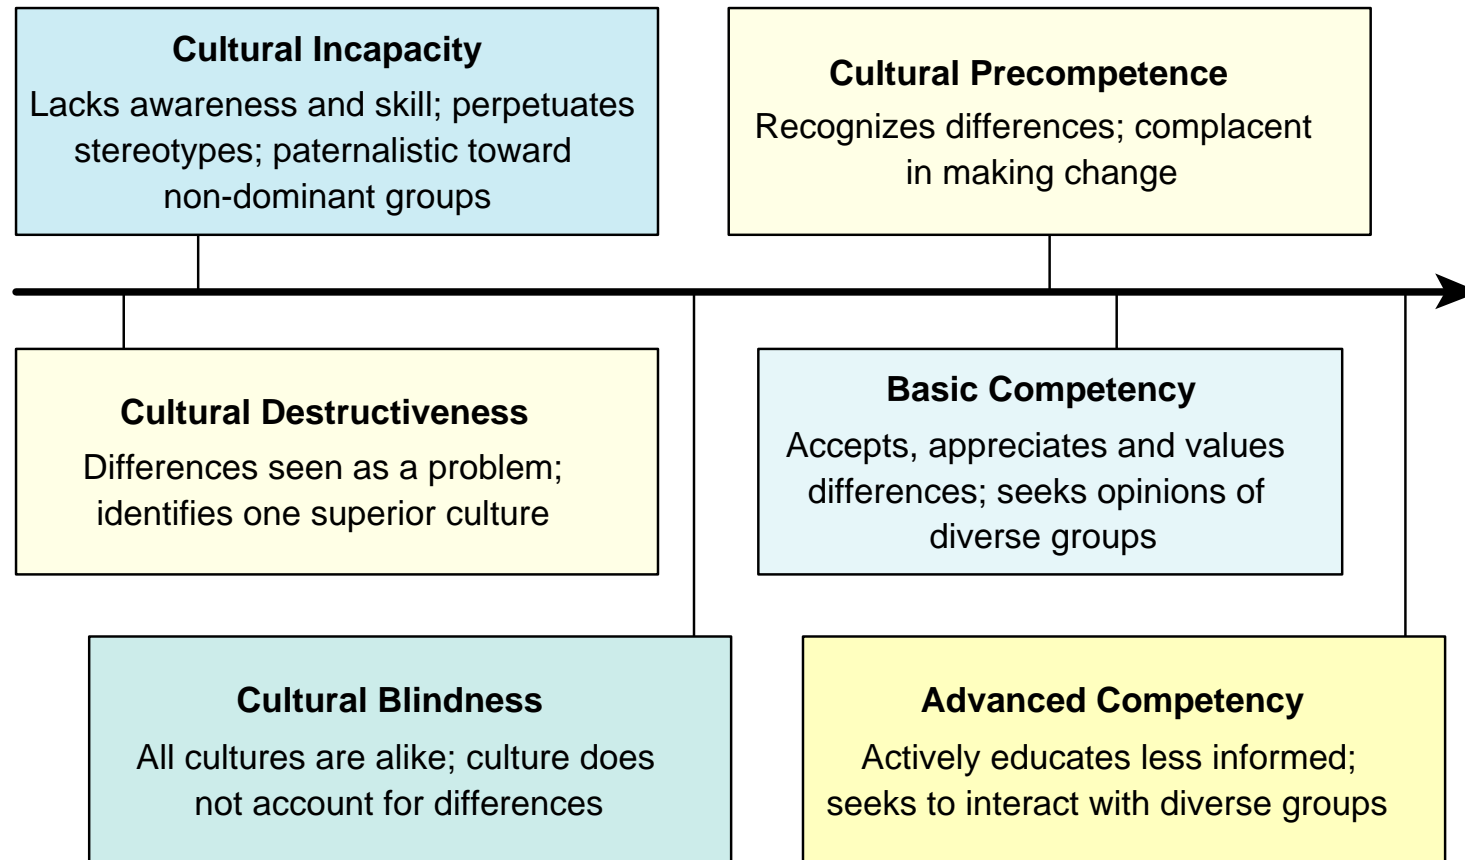 Cultural Incapacity
Lacks awareness and skill; perpetuates
stereotypes; paternalistic toward
non-dominant groups
Cultural Precompetence
Recognizes differences; complacent
in making change
Cultural Destructiveness
Differences seen as a problem;
identifies one superior culture
Basic Competency
Accepts, appreciates and values
differences; seeks opinions of
diverse groups
Cultural Blindness
All cultures are alike; culture does
not account for differences
Advanced Competency
Actively educates less informed;
seeks to interact with diverse groups